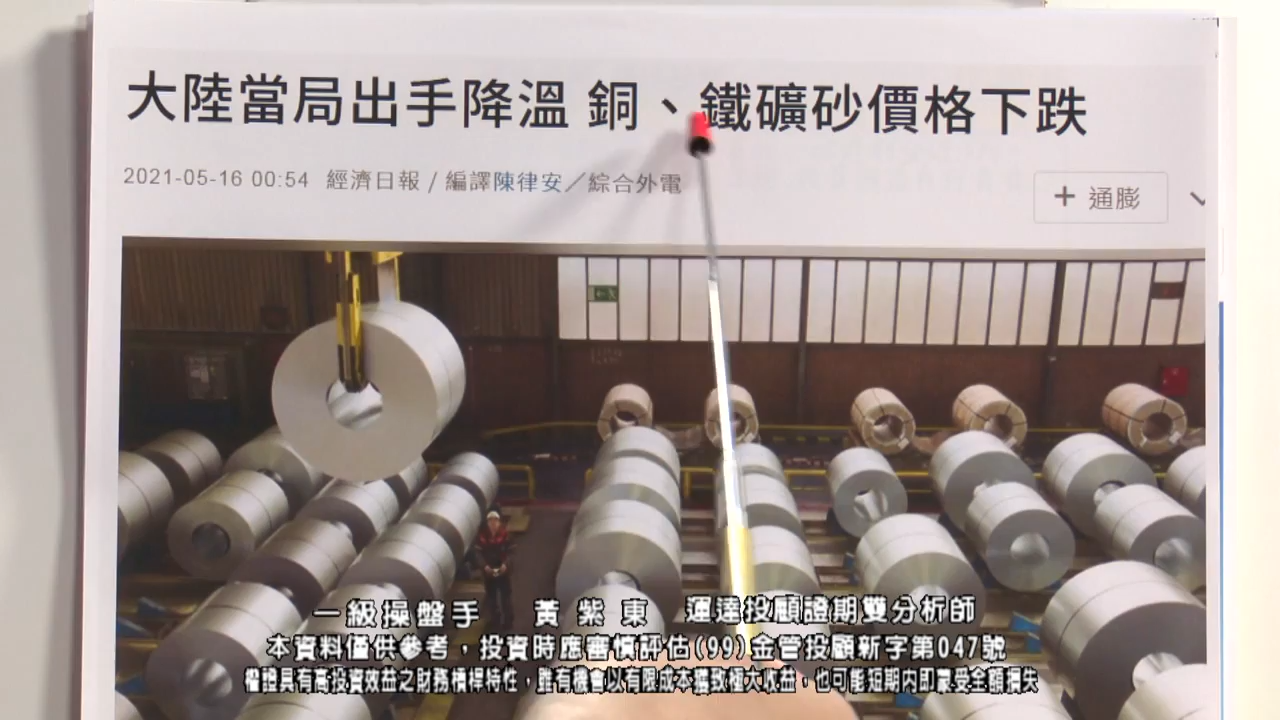 大陸當局出手降溫 銅、鐵礦砂價格下跌
2021-05-16 00:54 經濟日報 / 編譯陳律安／綜合外電
+ 通膨
一級操盤手 黃紫東 運達投顧證期雙分析師
本資料僅供參考，投資時應審慎評估(99)金管投顧新字第047號
權證具有高投資效益之財務槓桿特性，雖有機會以有限成本獲致極大收益，也可能短期內即蒙受全額損失